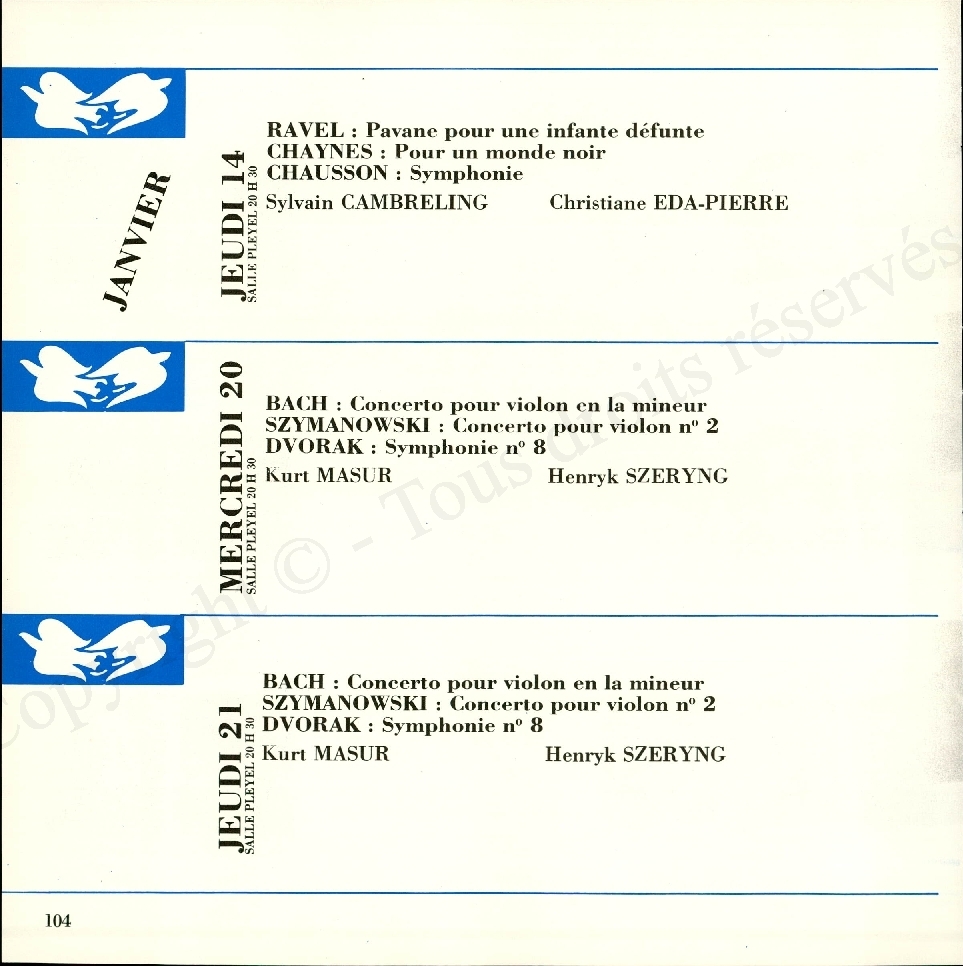 JANVIER
JEUDI 14
SALLE PLEYEL 20 H 30
RAVEL : Pavane pour une infante défunte
CHAYNES : Pour un monde noir
CHAUSSON : Symphonie
Sylvain CAMBRELING Christiane EDA-PIERRE
MERCREDI 20
SALLE PLEYEL 20 H 30
BACH : Concerto pour violon en la mineur
SZYMANOWSKI : Concerto pour violon nº 2
DVORAK : Symphonie nº 8
Kurt MASUR Henryk SZERYNG
JEUDI 21
SALLE PLEYEL 20 H 30
BACH : Concerto pour violon en la mineur
SZYMANOWSKI : Concerto pour violon nº 2
DVORAK : Symphonie nº 8
Kurt MASUR Henryk SZERYNG
104
Copyright © - Tous droits réservés